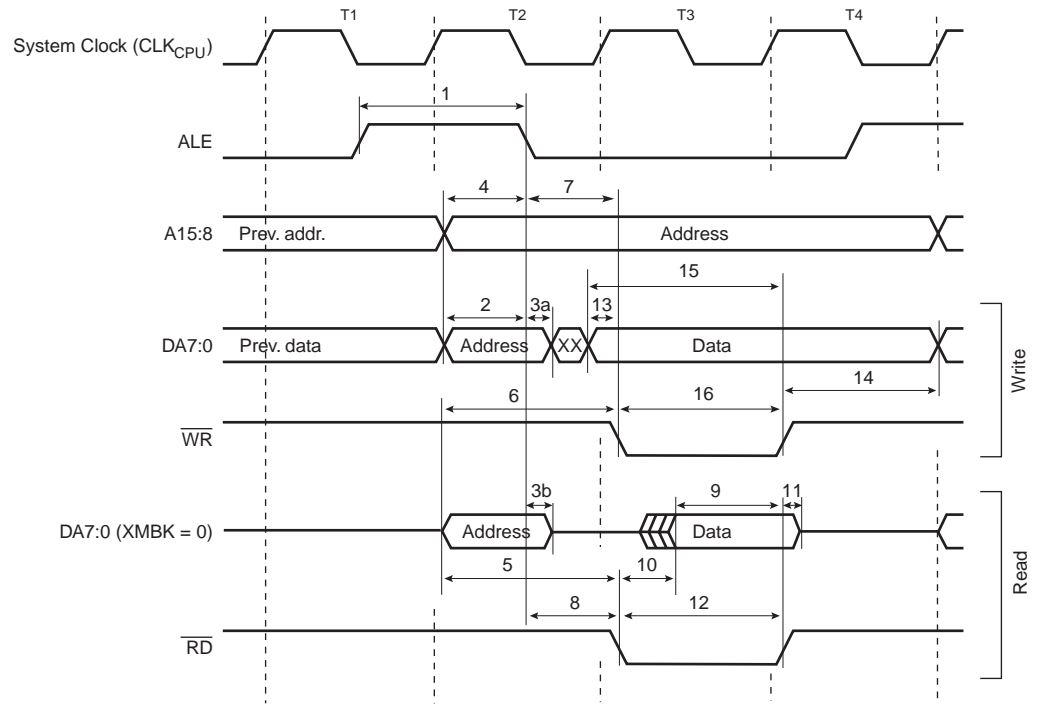 T1 T2 T3 T4
System Clock (CLKCPU)
1
ALE
4 7
A15:8 Prev. addr. Address
15
2 3a 13
DA7:0 Prev. data Address XX Data
14
6 16
WR
Write
3b 9 11
DA7:0 (XMBK = 0) Address Data
5 10
8 12
RD
Read